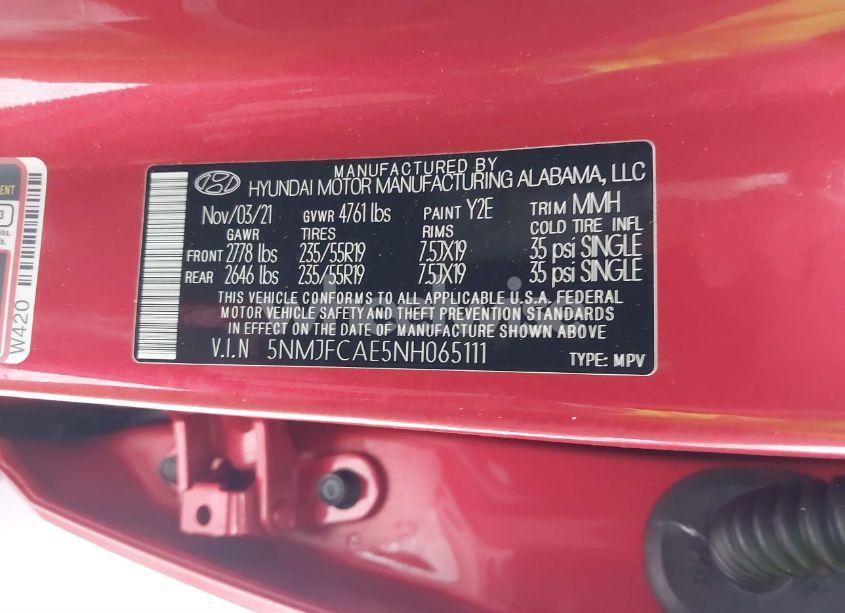 MANUFACTURED BY
HYUNDAI MOTOR MANUFACTURING ALABAMA, LLC
Nov/03/21 GVWR 4761 lbs PAINT Y2E TRIM MMH
GAWR TIRES RIMS COLD TIRE INFL
FRONT 2778 lbs 235/55R19 7.5JX19 35 psi SINGLE
REAR 2646 lbs 235/55R19 7.5JX19 35 psi SINGLE
THIS VEHICLE CONFORMS TO ALL APPLICABLE U.S.A. FEDERAL
MOTOR VEHICLE SAFETY AND THEFT PREVENTION STANDARDS
IN EFFECT ON THE DATE OF MANUFACTURE SHOWN ABOVE
V.I.N 5NMJFCAE5NH065111 TYPE: MPV
3
lbs.
W420